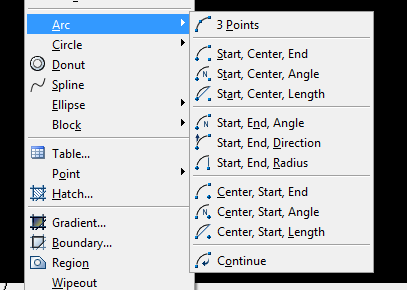 Arc
Circle
Donut
Spline
Ellipse
Block
Table...
Point
Hatch...
Gradient...
Boundary...
Region
Wipeout
3 Points
Start, Center, End
Start, Center, Angle
Start, Center, Length
Start, End, Angle
Start, End, Direction
Start, End, Radius
Center, Start, End
Center, Start, Angle
Center, Start, Length
Continue